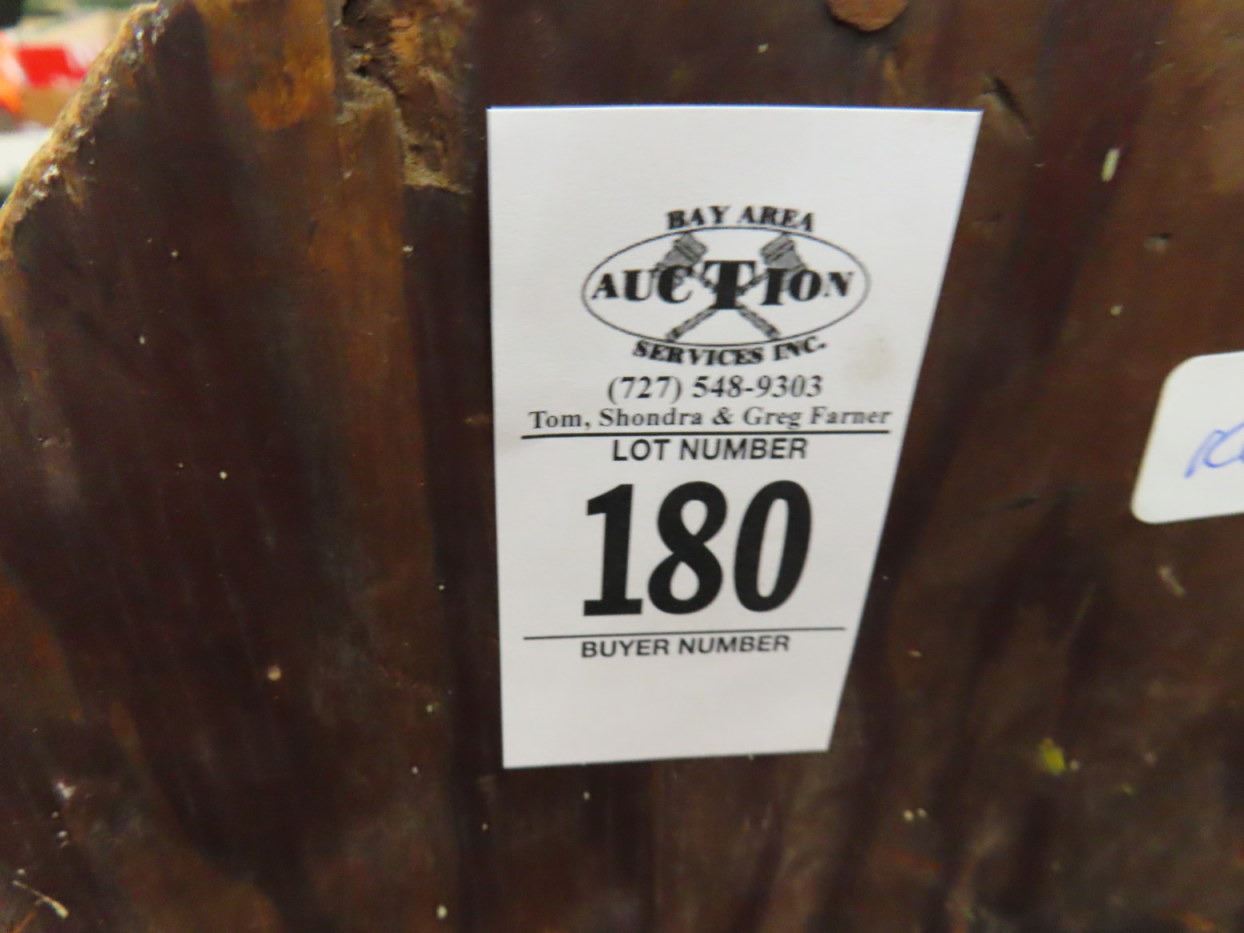 BAY AREA
AUCTION
SERVICES INC.
(727) 548-9303
Tom, Shondra & Greg Farner
LOT NUMBER
180
BUYER NUMBER